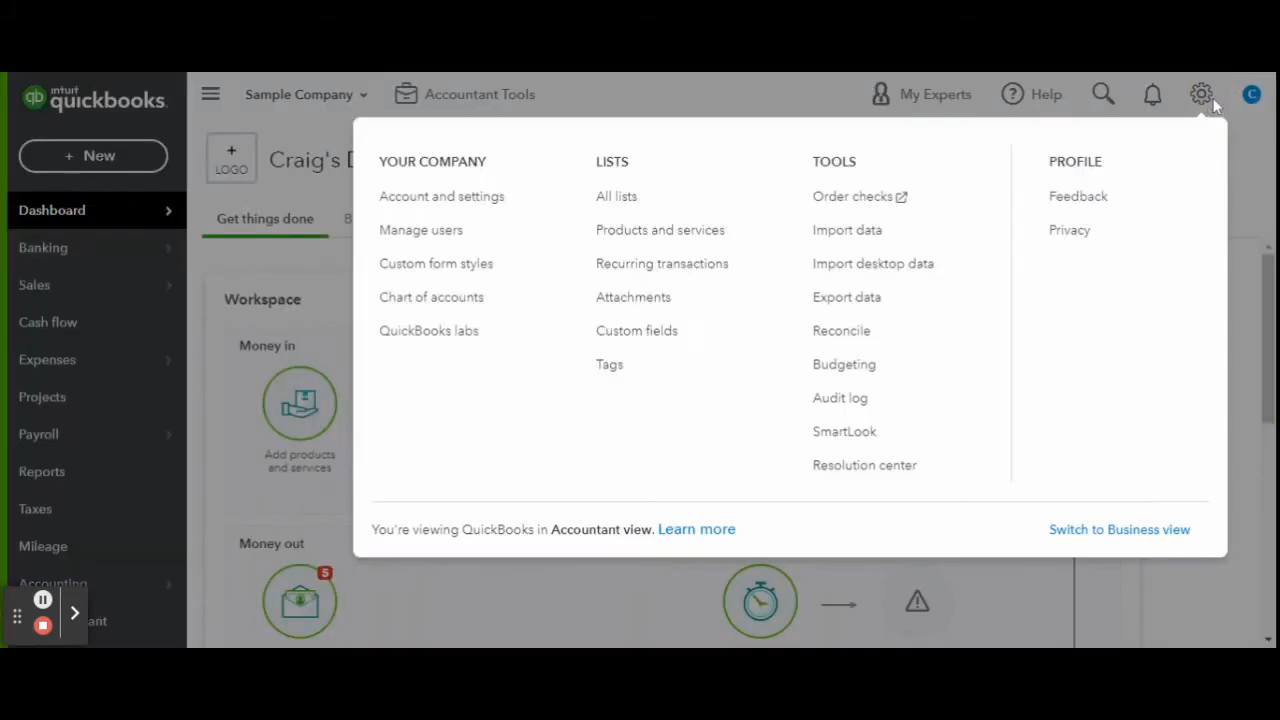 intuit
quickbooks.
Sample Company
Accountant Tools
My Experts
Help
C
+ New
+
LOGO
Craig's D
Get things done
B
Dashboard
Banking
Sales
Cash flow
Expenses
Projects
Payroll
Reports
Taxes
Mileage
Accounting
ant
Workspace
Money in
Add products
and services
Money out
5
YOUR COMPANY
Account and settings
Manage users
Custom form styles
Chart of accounts
QuickBooks labs
LISTS
All lists
Products and services
Recurring transactions
Attachments
Custom fields
Tags
TOOLS
Order checks
Import data
Import desktop data
Export data
Reconcile
Budgeting
Audit log
SmartLook
Resolution center
PROFILE
Feedback
Privacy
You're viewing QuickBooks in Accountant view. Learn more
Switch to Business view